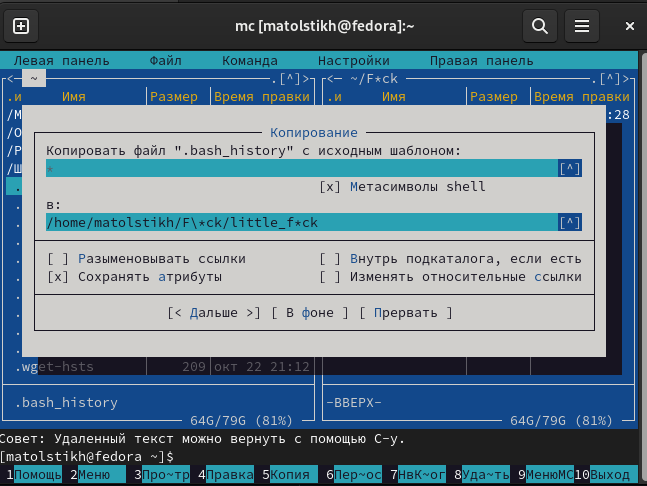 mc [matolstikh@fedora]:~
Левая панель Файл Команда Настройки Правая панель
<— ~ .[^]> <— ~/F*ck .[^]>
.и Имя Размер Время правки .и Имя Размер Время правки
/М :28
/О
/Р
/Ш
Копирование
Копировать файл ".bash_history" с исходным шаблоном:
* [^]
[x] Метасимволы shell
в:
/home/matolstikh/F\*ck/little_f*ck [^]
[ ] Разыменовывать ссылки [ ] Внутрь подкаталога, если есть
[x] Сохранять атрибуты [ ] Изменять относительные ссылки
[< Дальше >] [ В фоне ] [ Прервать ]
.wget-hsts 209 окт 22 21:12
.bash_history -ВВЕРХ-
64G/79G (81%) 64G/79G (81%)
Совет: Удаленный текст можно вернуть с помощью C-y.
[matolstikh@fedora ~]$
1Помощь 2Меню 3Про~тр 4Правка 5Копия 6Пер~ос 7НвК~ог 8Уда~ть 9МенюMC 10Выход